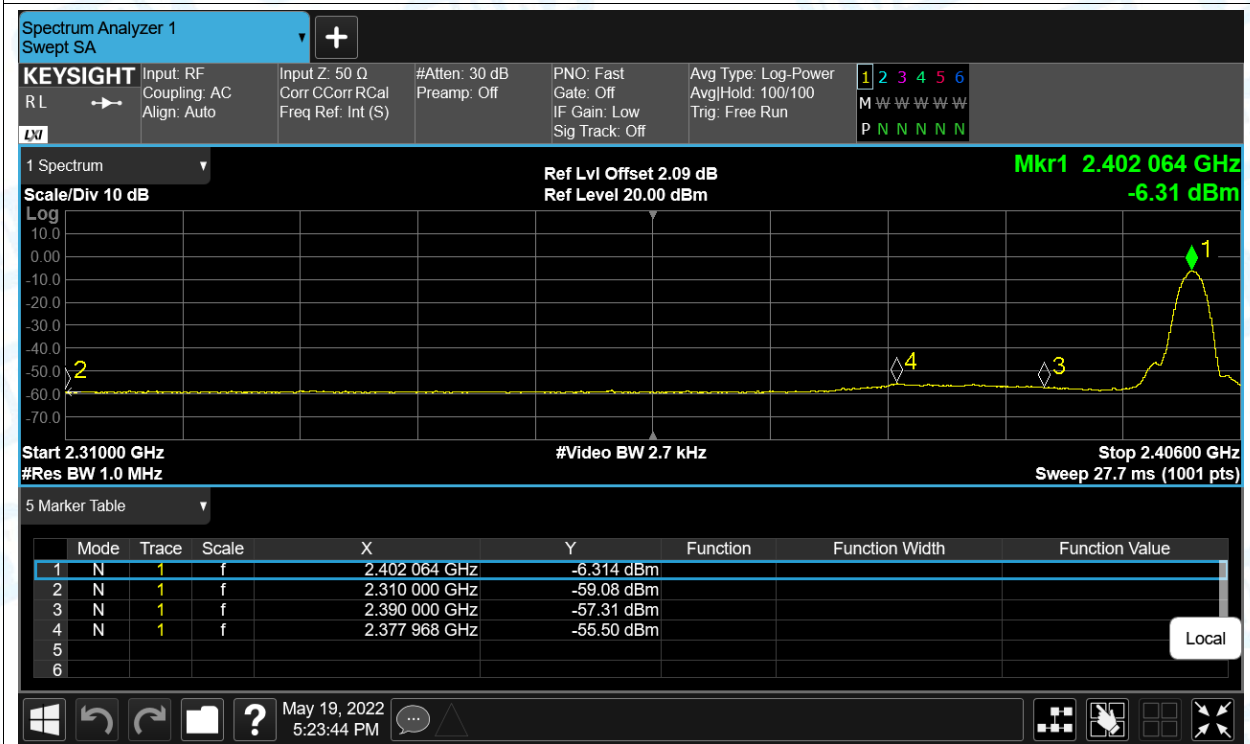 Spectrum Analyzer 1
Swept SA
KEYSIGHT Input: RF Input Z: 50 Ω #Atten: 30 dB PNO: Fast Avg Type: Log-Power 1 2 3 4 5 6
R L Coupling: AC Corr CCorr RCal Preamp: Off Gate: Off Avg|Hold: 100/100 M W W W W W
Align: Auto Freq Ref: Int (S) IF Gain: Low Trig: Free Run
LXI Sig Track: Off P N N N N N
1 Spectrum Ref Lvl Offset 2.09 dB Mkr1 2.402 064 GHz
Scale/Div 10 dB Ref Level 20.00 dBm -6.31 dBm
Log
10.0
0.00
-10.0
-20.0
-30.0
-40.0
-50.0
-60.0
-70.0
1
2
4
3
Start 2.31000 GHz #Video BW 2.7 kHz Stop 2.40600 GHz
#Res BW 1.0 MHz Sweep 27.7 ms (1001 pts)
5 Marker Table
Mode Trace Scale X Y Function Function Width Function Value
1 N 1 f 2.402 064 GHz -6.314 dBm
2 N 1 f 2.310 000 GHz -59.08 dBm
3 N 1 f 2.390 000 GHz -57.31 dBm
4 N 1 f 2.377 968 GHz -55.50 dBm
5
6
Local
? May 19, 2022
5:23:44 PM